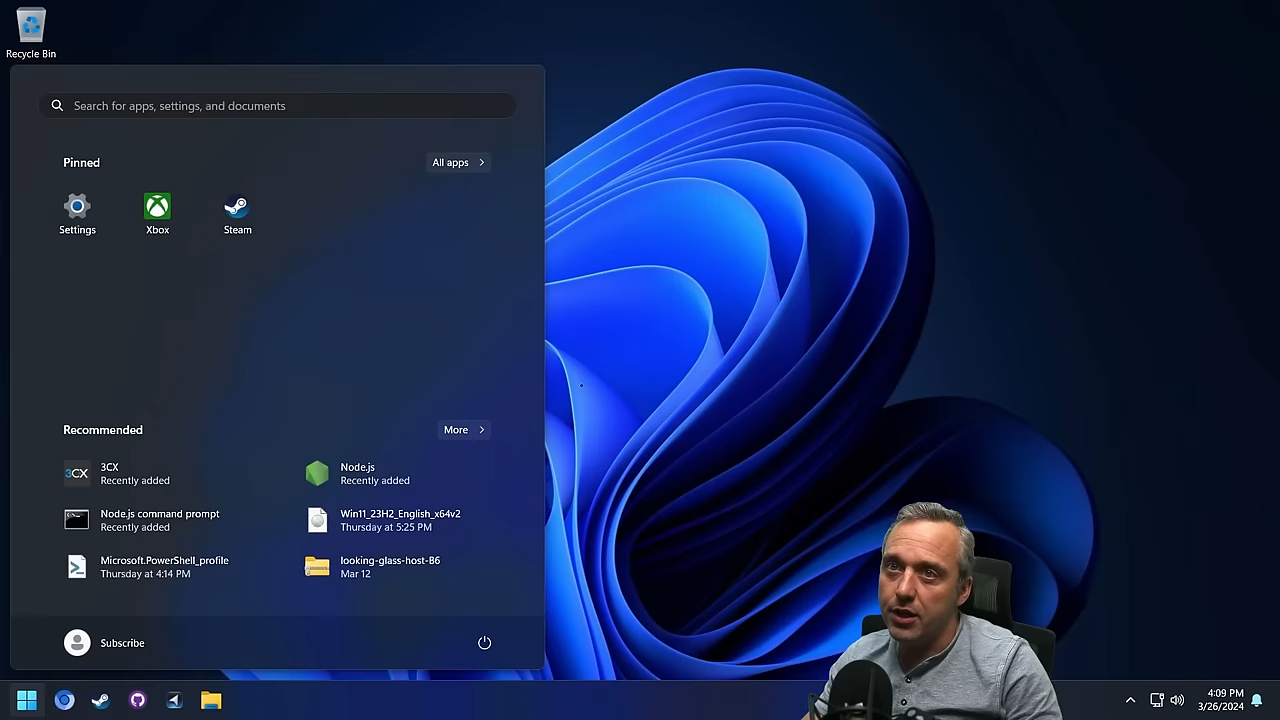 Recycle Bin
Search for apps, settings, and documents
Pinned
All apps
Settings
Xbox
Steam
Recommended
More
3CX
3CX
Recently added
Node.js
Recently added
Node.js command prompt
Recently added
Win11_23H2_English_x64v2
Thursday at 5:25 PM
Microsoft.PowerShell_profile
Thursday at 4:14 PM
looking-glass-host-B6
Mar 12
Subscribe
4:09 PM
3/26/2024